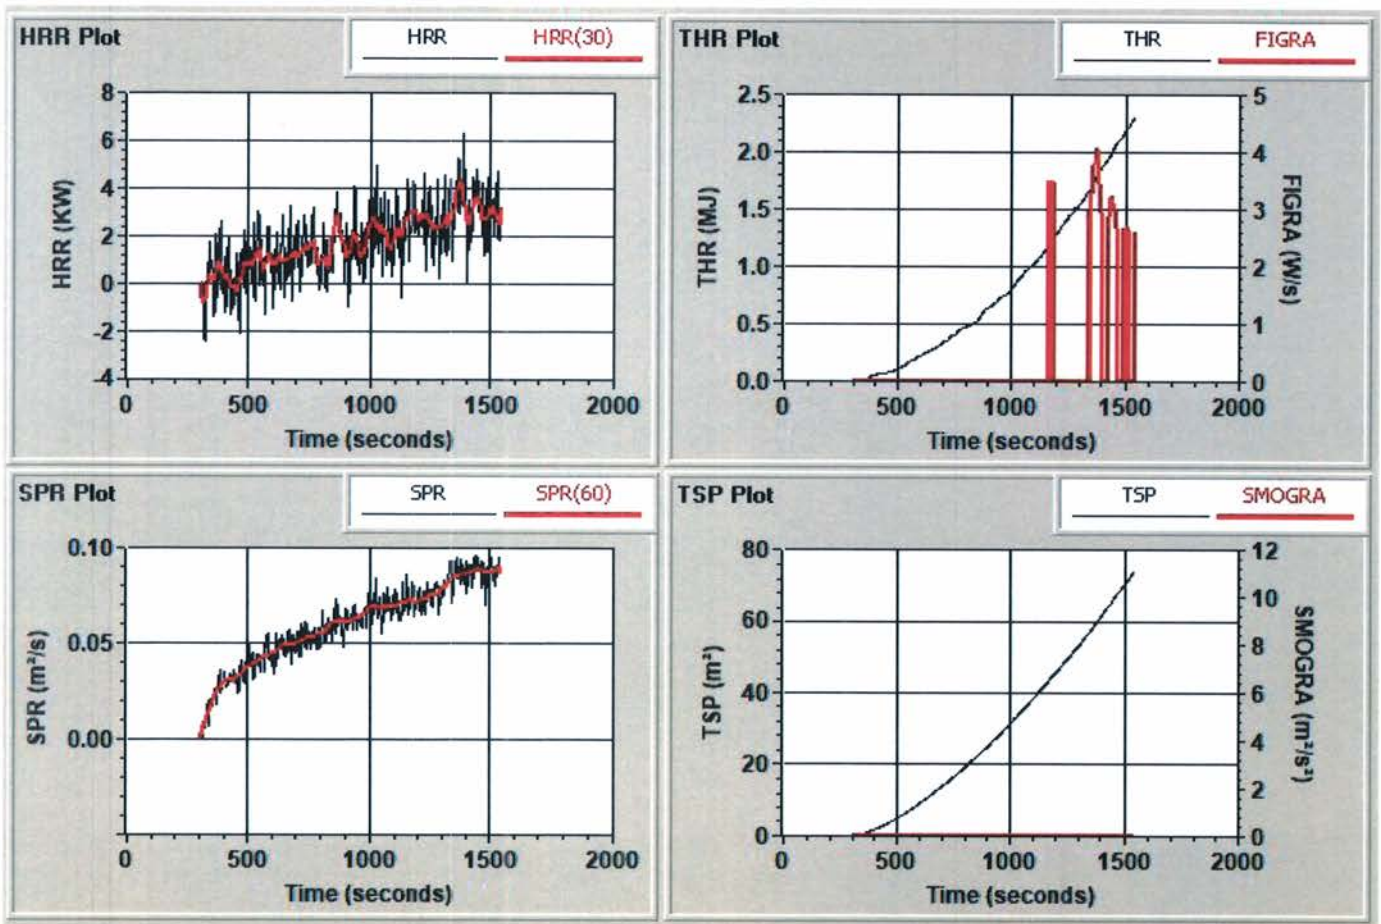 HRR Plot
HRR HRR(30)
8
6
4
2
0
-2
-4
HRR (KW)
0 500 1000 1500 2000
Time (seconds)
THR Plot
THR FIGRA
2.5
2.0
1.5
1.0
0.5
0.0
THR (MJ)
5
4
3
2
1
0
FIGRA (W/s)
0 500 1000 1500 2000
Time (seconds)
SPR Plot
SPR SPR(60)
0.10
0.05
0.00
SPR (m²/s)
0 500 1000 1500 2000
Time (seconds)
TSP Plot
TSP SMOGRA
80
60
40
20
0
TSP (m²)
12
10
8
6
4
2
0
SMOGRA (m²/s²)
0 500 1000 1500 2000
Time (seconds)